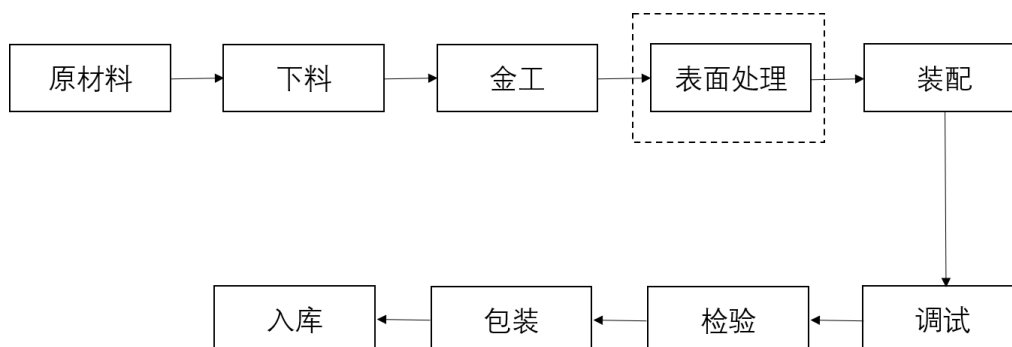 原材料
下料
金工
表面处理
装配
调试
检验
包装
入库